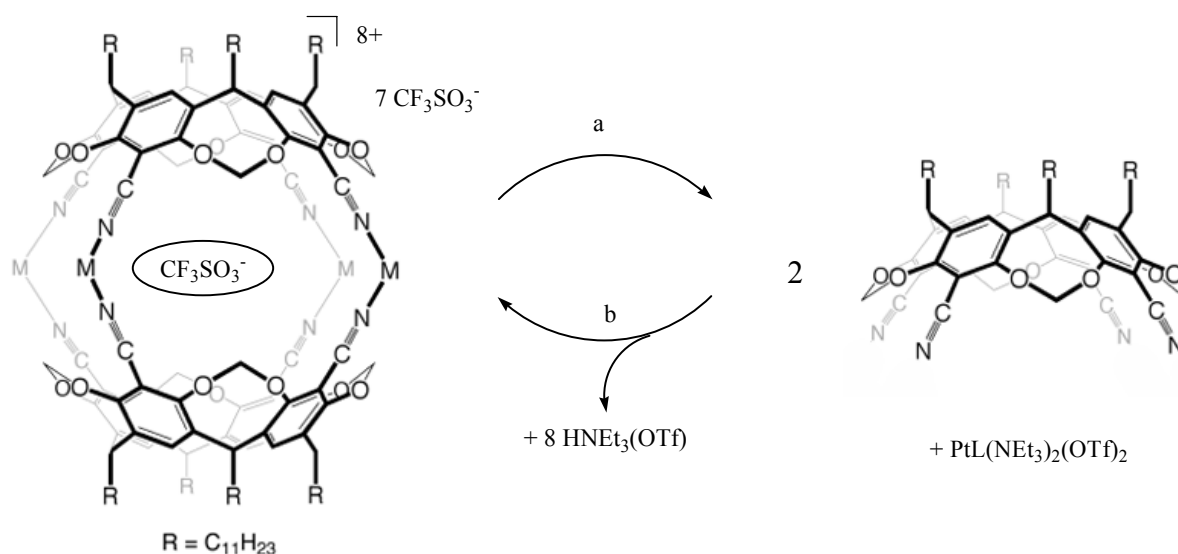 R R R R
8+
7 CF₃SO₃⁻
O O O O O O
C C C C
N N N N
M M M M
CF₃SO₃⁻
N N N N
C C C C
O O O O O O
R R R R
R = C₁₁H₂₃
a
b
+ 8 HNEt₃(OTf)
2
R R R R
O O O O O O
C C C C
N N N N
+ PtL(NEt₃)₂(OTf)₂